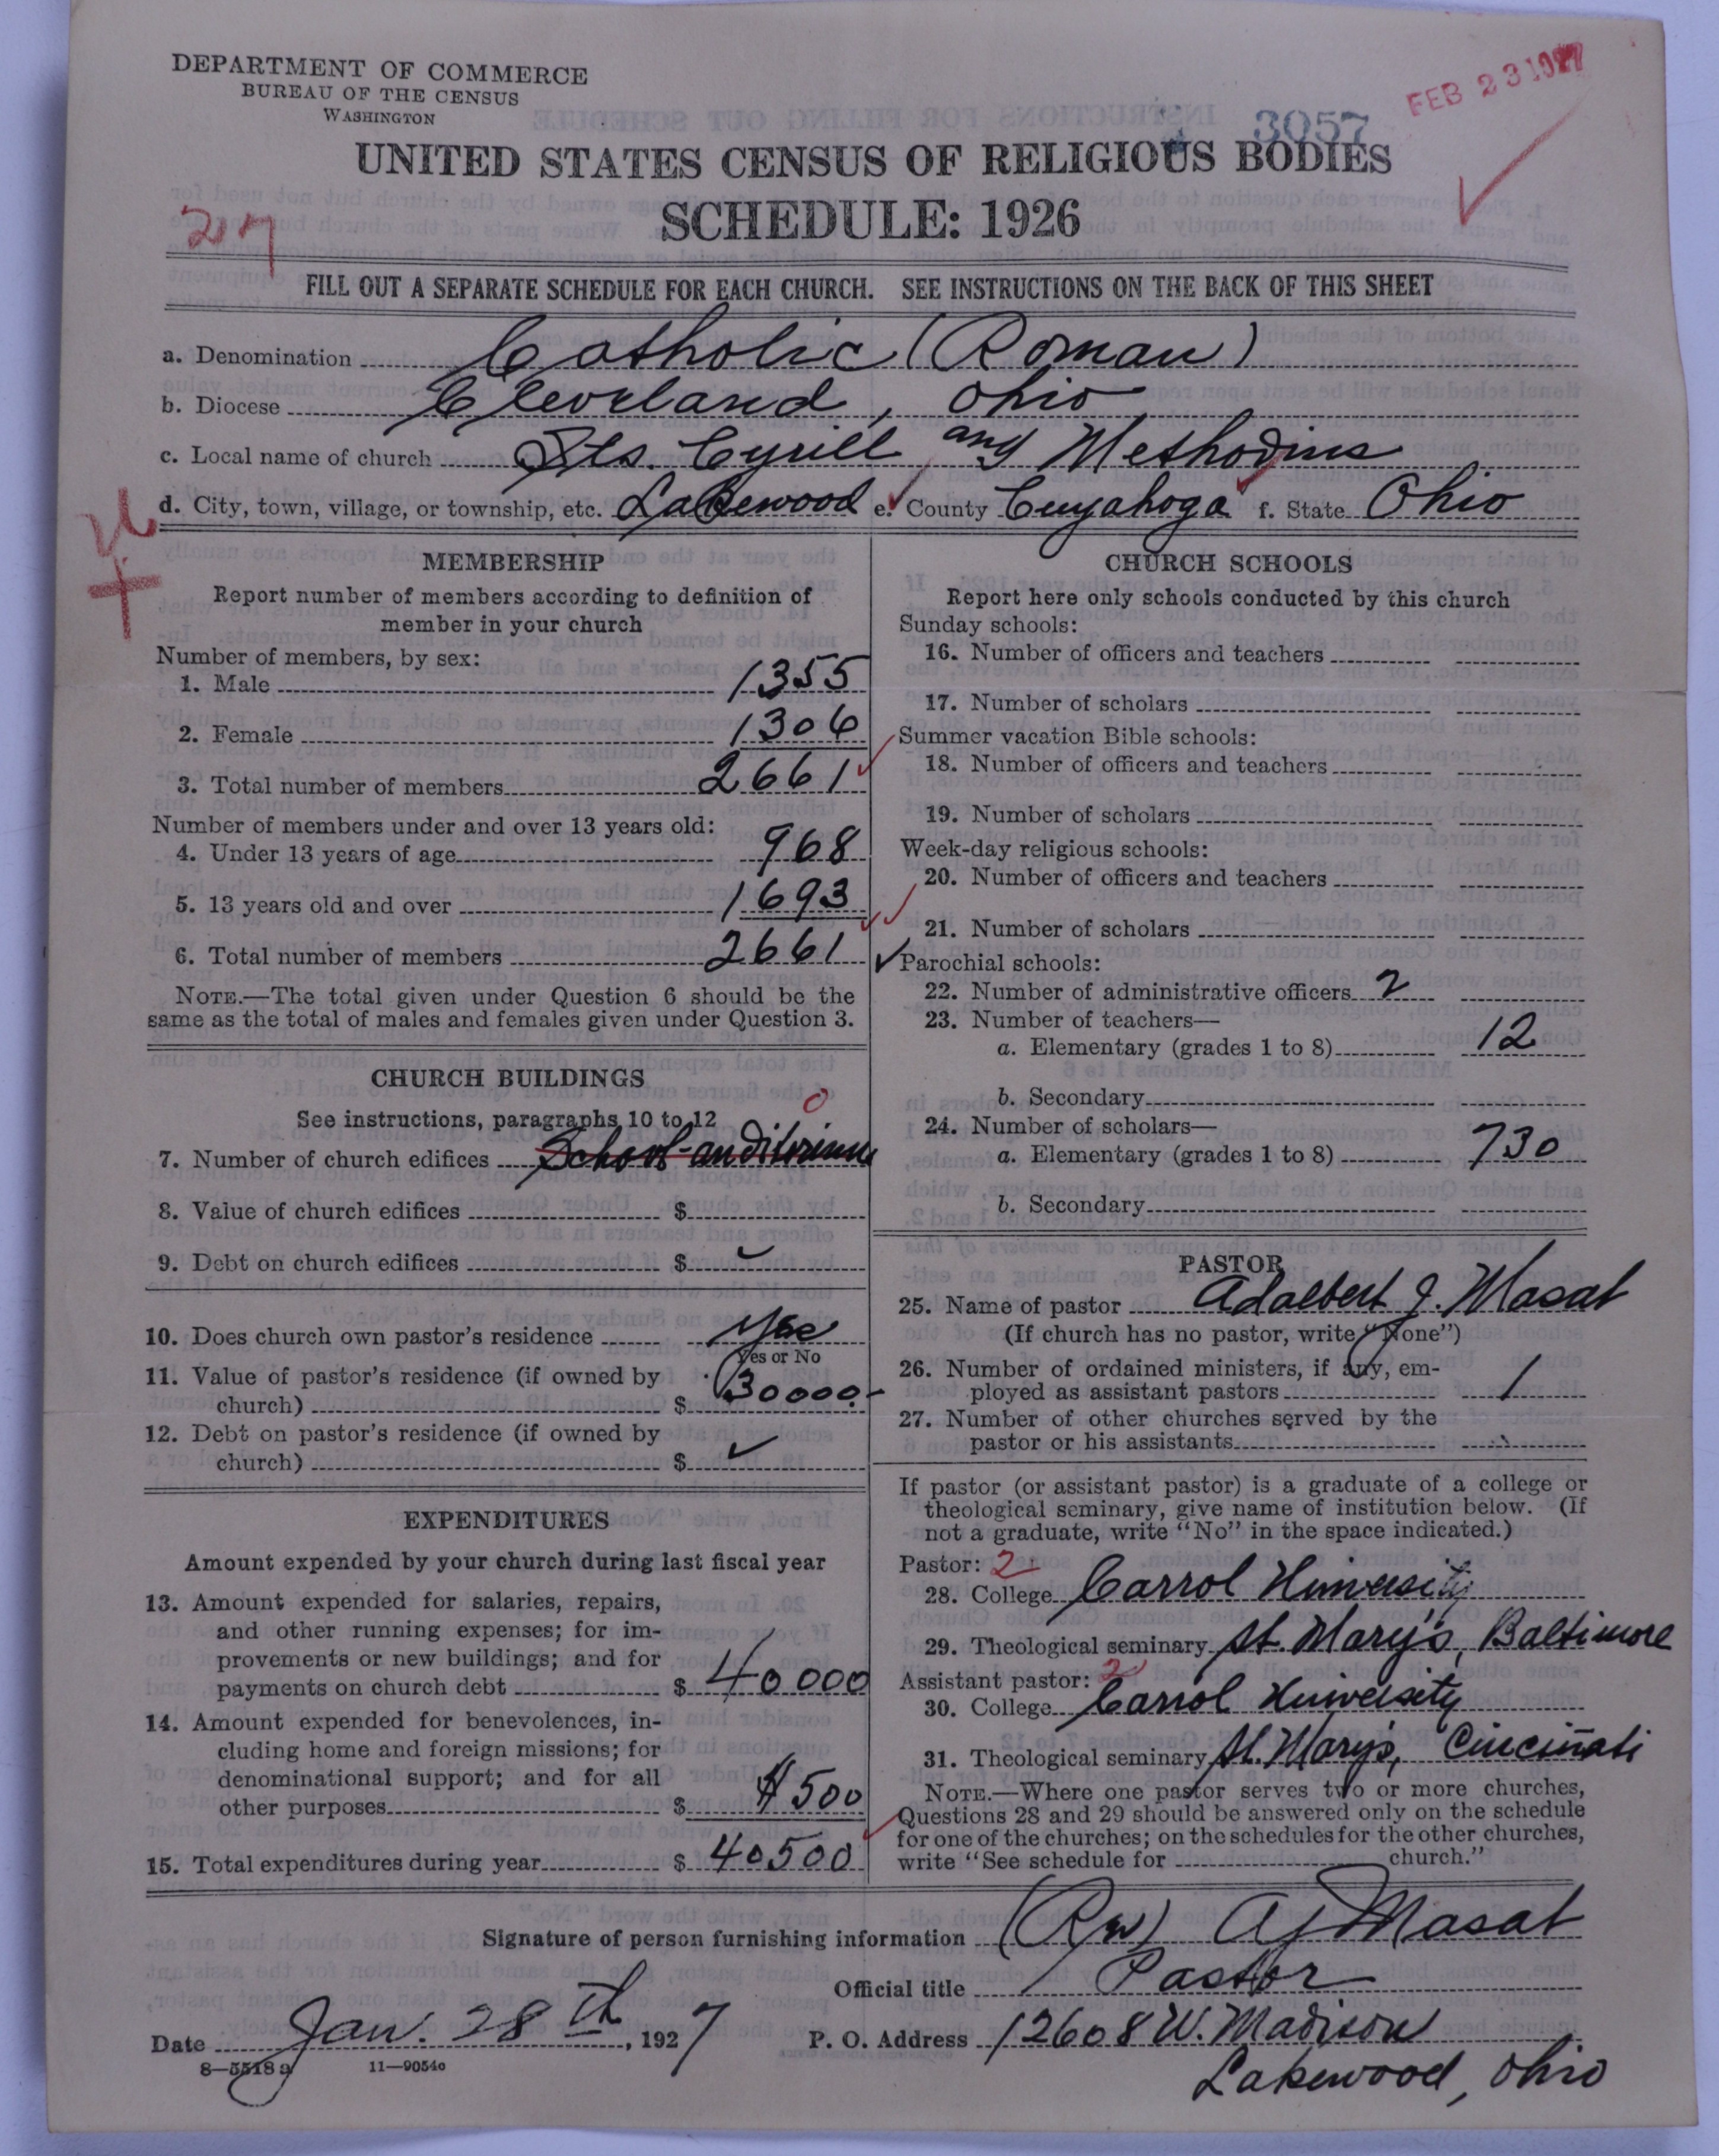 DEPARTMENT OF COMMERCE
BUREAU OF THE CENSUS
WASHINGTON
FEB 23 1927
3057
UNITED STATES CENSUS OF RELIGIOUS BODIES
SCHEDULE: 1926
27
FILL OUT A SEPARATE SCHEDULE FOR EACH CHURCH. SEE INSTRUCTIONS ON THE BACK OF THIS SHEET
a. Denomination Catholic (Roman)
b. Diocese Cleveland, Ohio
c. Local name of church Sts. Cyrill and Methodius
d. City, town, village, or township, etc. Lakewood e. County Cuyahoga f. State Ohio
MEMBERSHIP
Report number of members according to definition of
member in your church
Number of members, by sex:
1. Male 1355
2. Female 1306
3. Total number of members 2661
Number of members under and over 13 years old:
4. Under 13 years of age 968
5. 13 years old and over 1693
6. Total number of members 2661
NOTE.—The total given under Question 6 should be the
same as the total of males and females given under Question 3.
CHURCH BUILDINGS
See instructions, paragraphs 10 to 12
0
7. Number of church edifices School-auditorium
8. Value of church edifices $
9. Debt on church edifices $
10. Does church own pastor's residence Yes
Yes or No
11. Value of pastor's residence (if owned by
church) $ 30000.-
12. Debt on pastor's residence (if owned by
church) $
EXPENDITURES
Amount expended by your church during last fiscal year
13. Amount expended for salaries, repairs,
and other running expenses; for im-
provements or new buildings; and for
payments on church debt $ 40000
14. Amount expended for benevolences, in-
cluding home and foreign missions; for
denominational support; and for all
other purposes $ 500
15. Total expenditures during year $ 40500
CHURCH SCHOOLS
Report here only schools conducted by this church
Sunday schools:
16. Number of officers and teachers
17. Number of scholars
Summer vacation Bible schools:
18. Number of officers and teachers
19. Number of scholars
Week-day religious schools:
20. Number of officers and teachers
21. Number of scholars
Parochial schools:
22. Number of administrative officers 2
23. Number of teachers—
a. Elementary (grades 1 to 8) 12
b. Secondary
24. Number of scholars—
a. Elementary (grades 1 to 8) 730
b. Secondary
PASTOR
25. Name of pastor Adalbert J. Masat
(If church has no pastor, write "None")
26. Number of ordained ministers, if any, em-
ployed as assistant pastors 1
27. Number of other churches served by the
pastor or his assistants
If pastor (or assistant pastor) is a graduate of a college or
theological seminary, give name of institution below. (If
not a graduate, write "No" in the space indicated.)
Pastor: 2
28. College Carrol University
29. Theological seminary St. Mary's, Baltimore
Assistant pastor: 2
30. College Carrol University
31. Theological seminary St. Mary's, Cincinati
NOTE.—Where one pastor serves two or more churches,
Questions 28 and 29 should be answered only on the schedule
for one of the churches; on the schedules for the other churches,
write "See schedule for church."
Signature of person furnishing information (Rev) AJ Masat
Official title Pastor
Date Jan. 28th, 1927 P. O. Address 12608 W. Madison
8—5518 a 11—9054c
Lakewood, Ohio